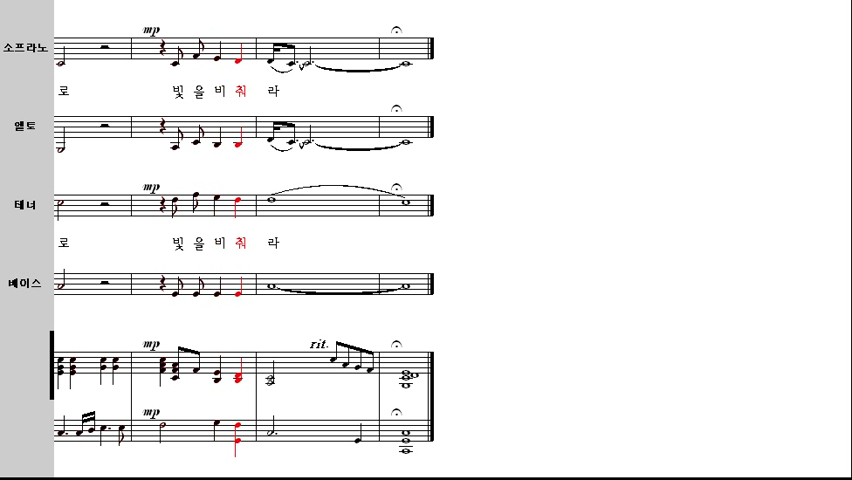 mp
소프라노
로 빛 을 비 춰 라
앨토
mp
테너
로 빛 을 비 춰 라
베이스
mp rit.
mp